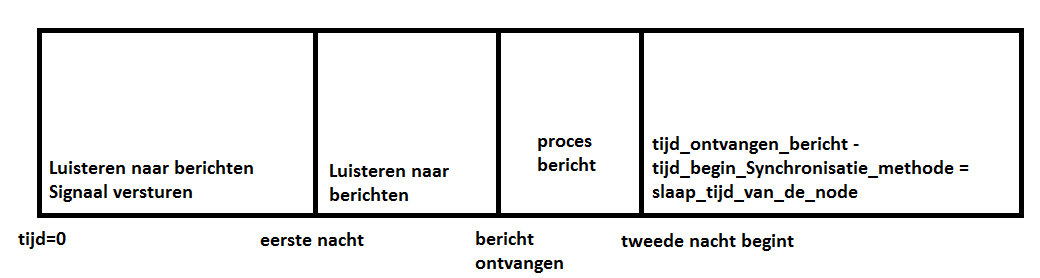 Luisteren naar berichten
Signaal versturen
Luisteren naar
berichten
proces
bericht
tijd_ontvangen_bericht -
tijd_begin_Synchronisatie_methode =
slaap_tijd_van_de_node
tijd=0
eerste nacht
bericht
ontvangen
tweede nacht begint